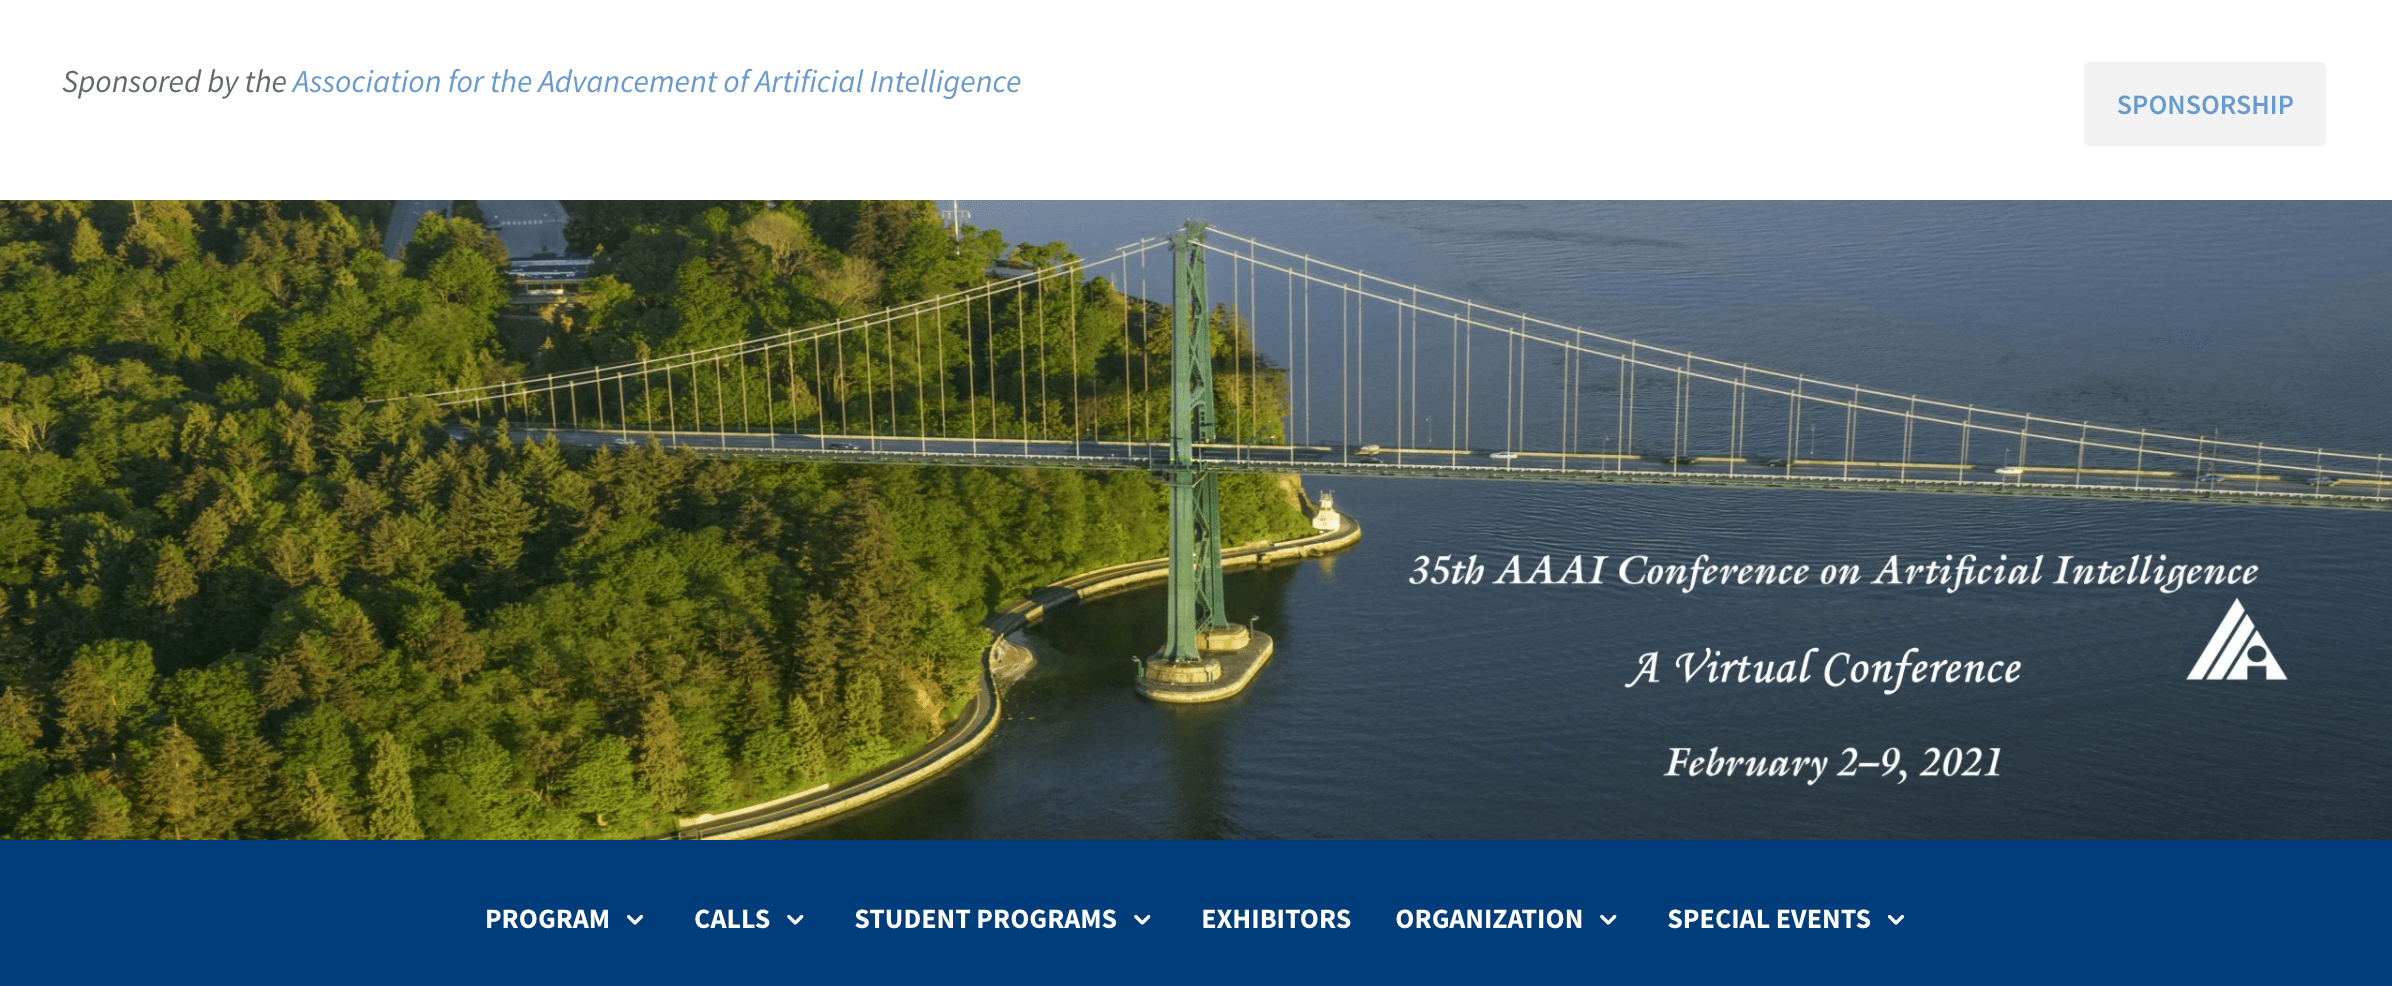 Sponsored by the Association for the Advancement of Artificial Intelligence
SPONSORSHIP
35th AAAI Conference on Artificial Intelligence
A Virtual Conference
February 2–9, 2021
PROGRAM
CALLS
STUDENT PROGRAMS
EXHIBITORS
ORGANIZATION
SPECIAL EVENTS